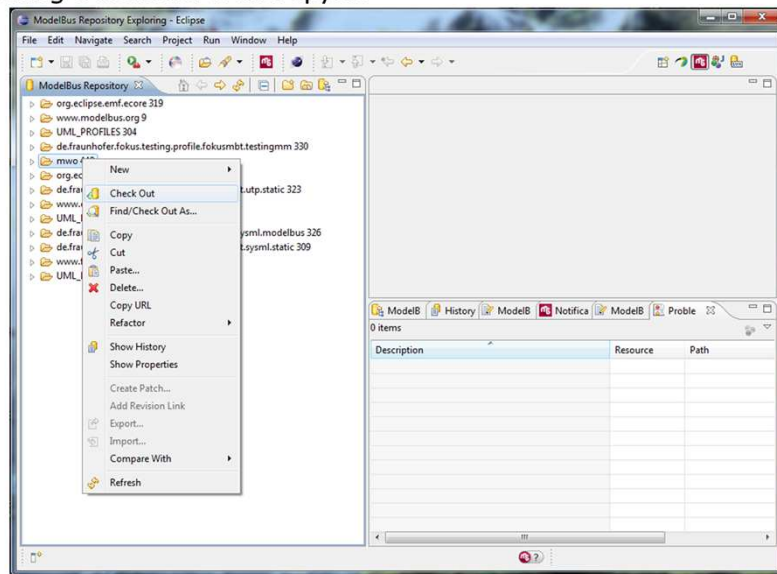 ModelBus Repository Exploring - Eclipse
File Edit Navigate Search Project Run Window Help
ModelBus Repository
org.eclipse.emf.ecore 319
www.modelbus.org 9
UML_PROFILES 304
de.fraunhofer.fokus.testing.profile.fokusmbt.testingmm 330
mwo
org.ec
de.fra t.utp.static 323
www.
UML_
de.fra ysml.modelbus 326
de.fra t.sysml.static 309
www.
UML_
New
Check Out
Find/Check Out As...
Copy
Cut
Paste...
Delete...
Copy URL
Refactor
Show History
Show Properties
Create Patch...
Add Revision Link
Export...
Import...
Compare With
Refresh
ModelB History ModelB Notifica ModelB Proble
0 items
Description Resource Path